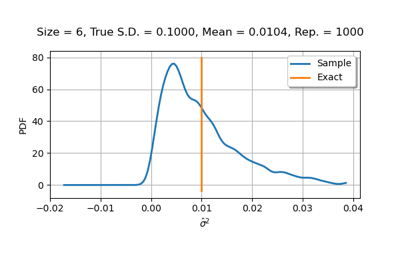 Size = 6, True S.D. = 0.1000, Mean = 0.0104, Rep. = 1000
80
60
40
20
0
PDF
Sample
Exact
−0.02 −0.01 0.00 0.01 0.02 0.03 0.04
σ̂²